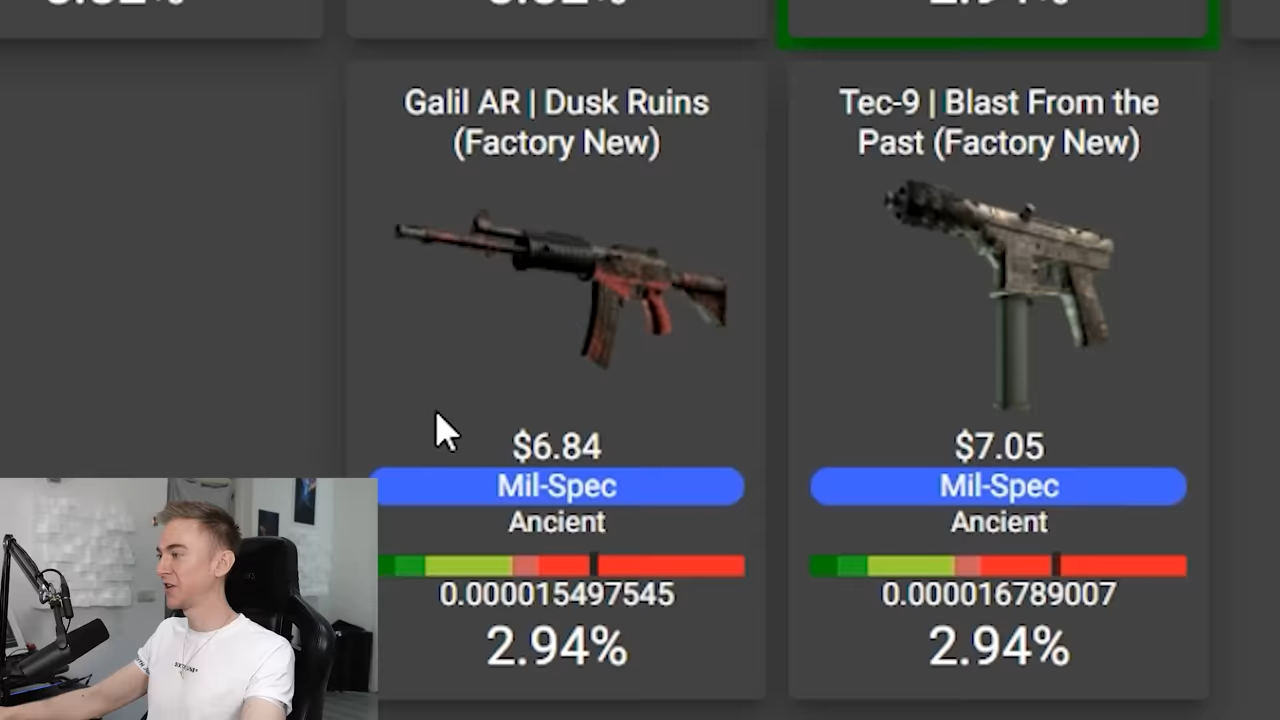 Galil AR | Dusk Ruins
(Factory New)
$6.84
Mil-Spec
Ancient
0.000015497545
2.94%
Tec-9 | Blast From the
Past (Factory New)
$7.05
Mil-Spec
Ancient
0.000016789007
2.94%